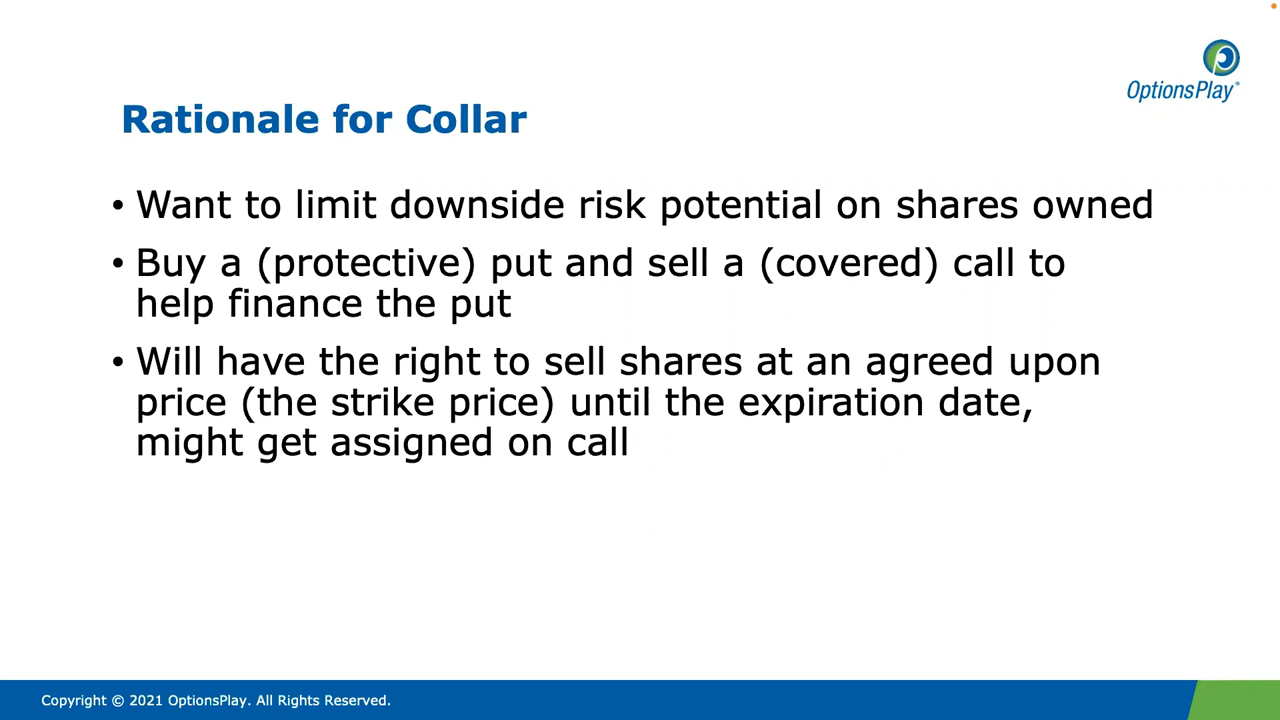 OptionsPlay®
Rationale for Collar
• Want to limit downside risk potential on shares owned
• Buy a (protective) put and sell a (covered) call to
help finance the put
• Will have the right to sell shares at an agreed upon
price (the strike price) until the expiration date,
might get assigned on call
Copyright © 2021 OptionsPlay. All Rights Reserved.